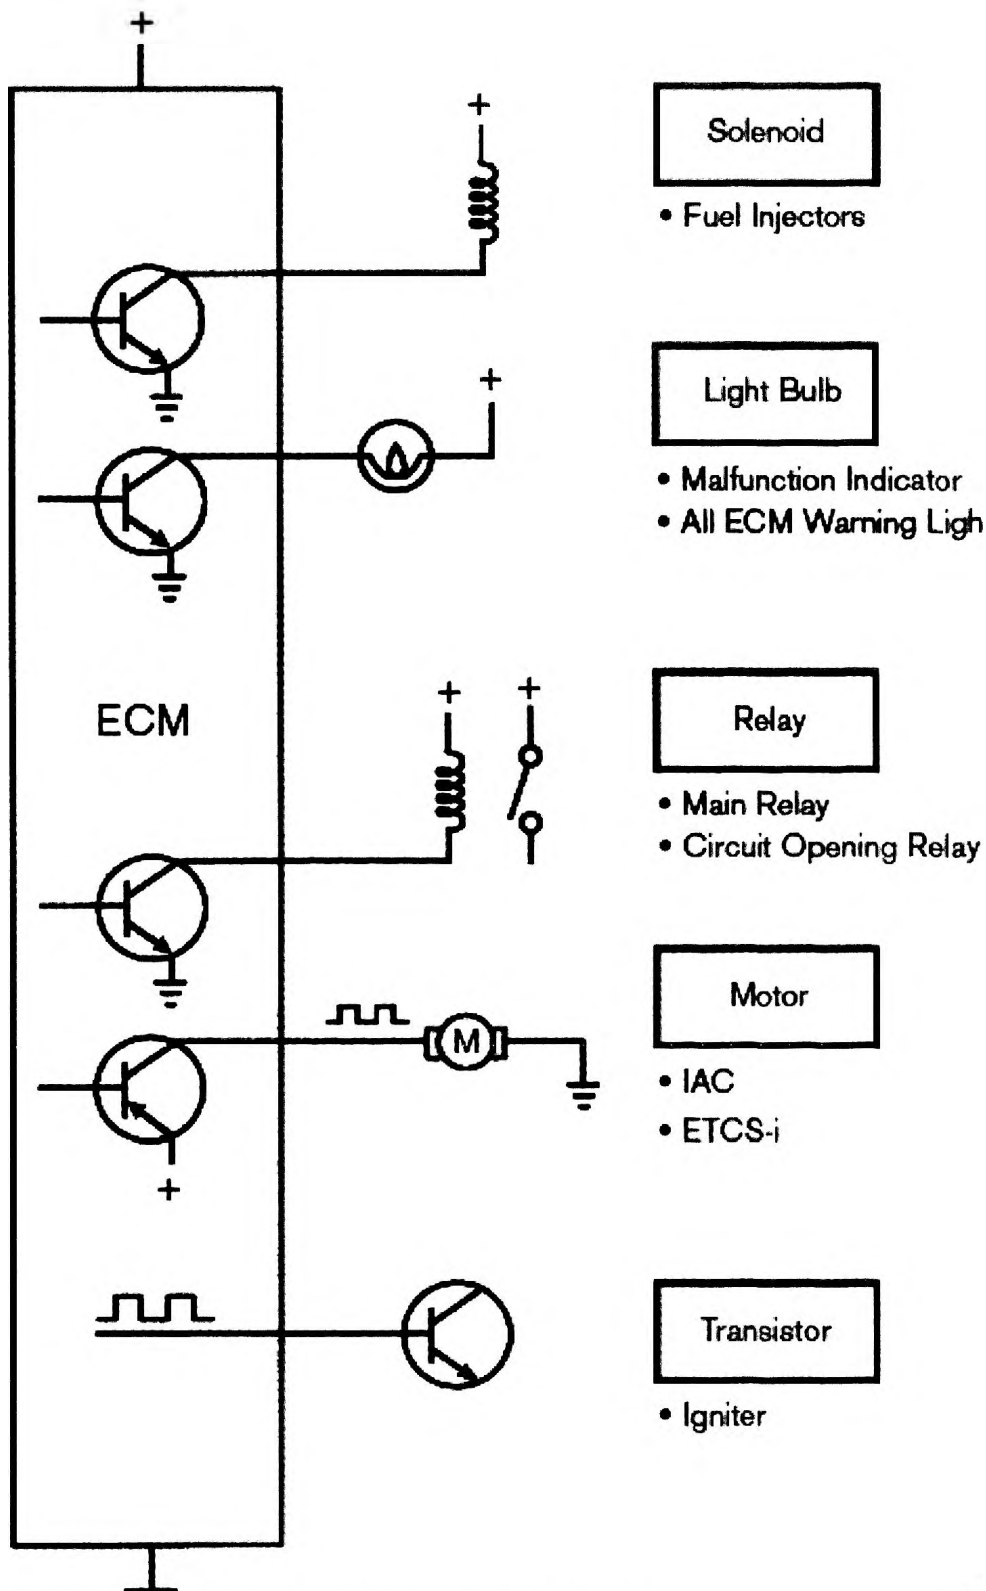 +
+
Solenoid
• Fuel Injectors
+
Light Bulb
• Malfunction Indicator
• All ECM Warning Ligh
ECM
+ +
Relay
• Main Relay
• Circuit Opening Relay
M
Motor
• IAC
• ETCS-i
+
Transistor
• Igniter